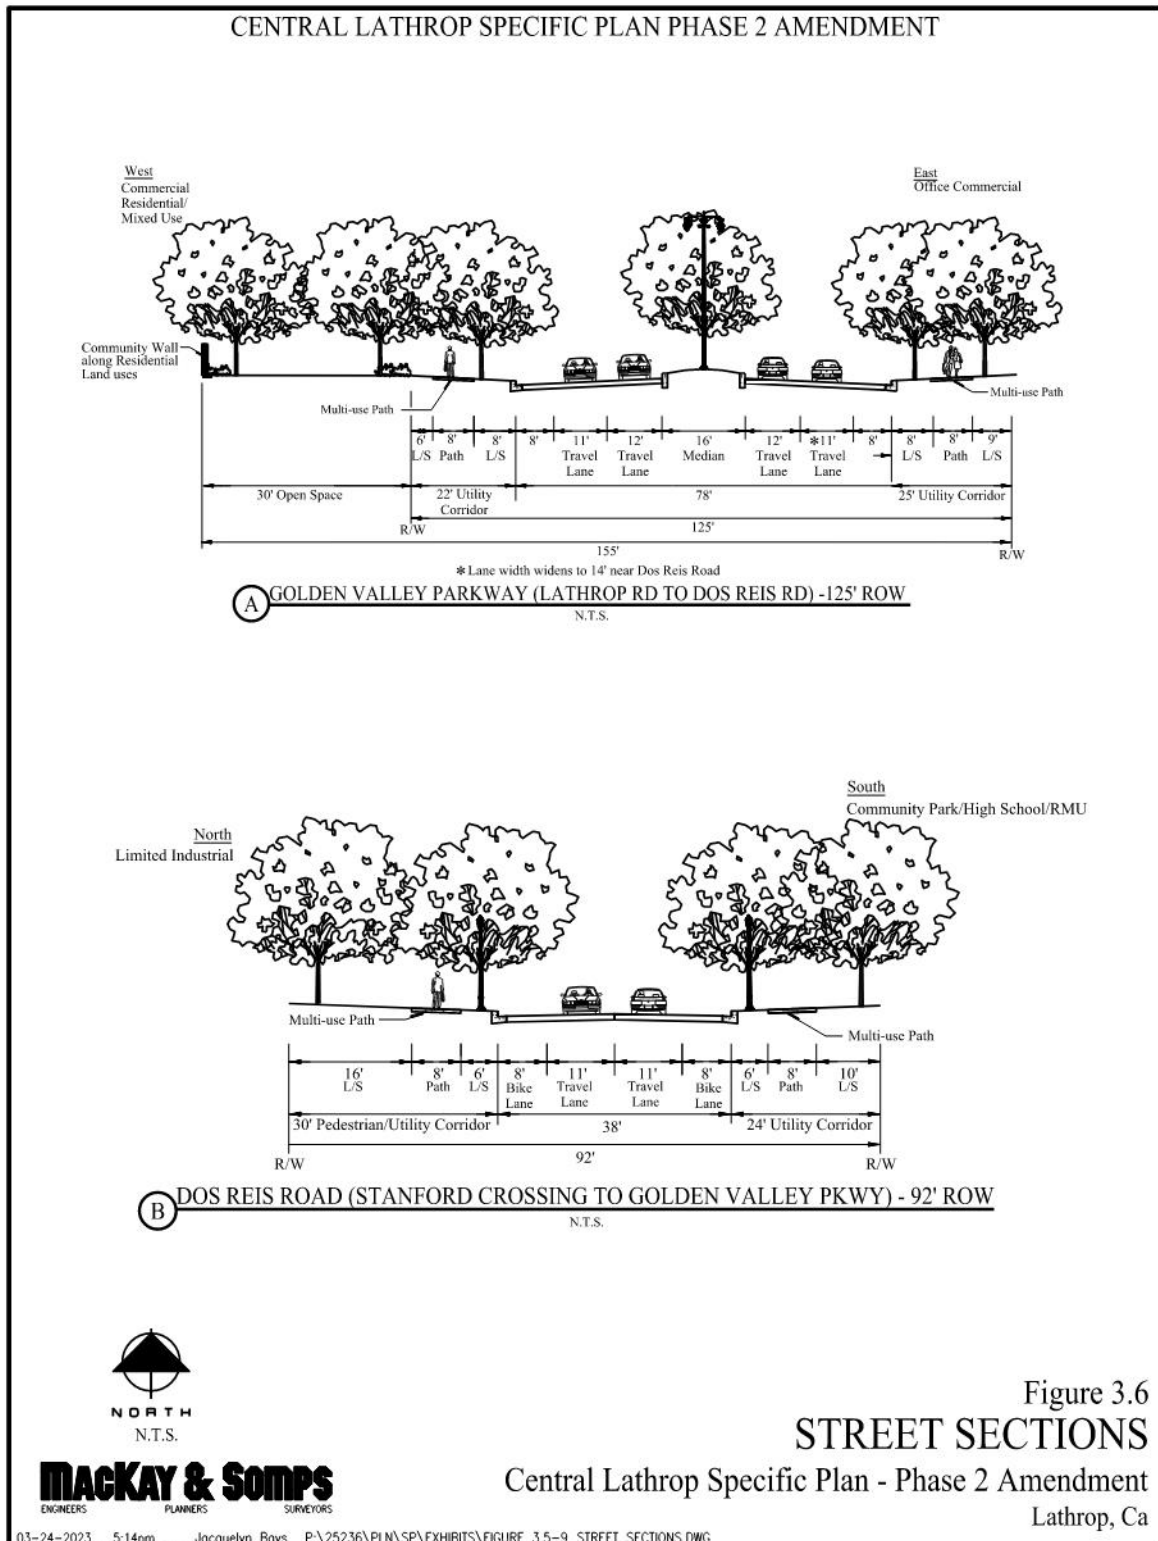 CENTRAL LATHROP SPECIFIC PLAN PHASE 2 AMENDMENT
West
Commercial
Residential/
Mixed Use
East
Office Commercial
Community Wall
along Residential
Land uses
Multi-use Path
Multi-use Path
6' 8' 8' 8' 11' 12' 16' 12' *11' 8' 8' 8' 9'
L/S Path L/S Travel Travel Median Travel Travel L/S Path L/S
Lane Lane Lane Lane
30' Open Space 22' Utility 78' 25' Utility Corridor
Corridor
R/W 125'
155' R/W
* Lane width widens to 14' near Dos Reis Road
A GOLDEN VALLEY PARKWAY (LATHROP RD TO DOS REIS RD) -125' ROW
N.T.S.
South
Community Park/High School/RMU
North
Limited Industrial
Multi-use Path
Multi-use Path
16' 8' 6' 8' 11' 11' 8' 6' 8' 10'
L/S Path L/S Bike Travel Travel Bike L/S Path L/S
Lane Lane Lane Lane
30' Pedestrian/Utility Corridor 38' 24' Utility Corridor
R/W 92' R/W
B DOS REIS ROAD (STANFORD CROSSING TO GOLDEN VALLEY PKWY) - 92' ROW
N.T.S.
NORTH
N.T.S.
Figure 3.6
STREET SECTIONS
Central Lathrop Specific Plan - Phase 2 Amendment
Lathrop, Ca
MACKAY & SOMPS
ENGINEERS PLANNERS SURVEYORS
03-24-2023 5:14pm Jacquelyn Bays P:\25236\PLN\SP\EXHIBITS\FIGURE 3.5-9 STREET SECTIONS.DWG